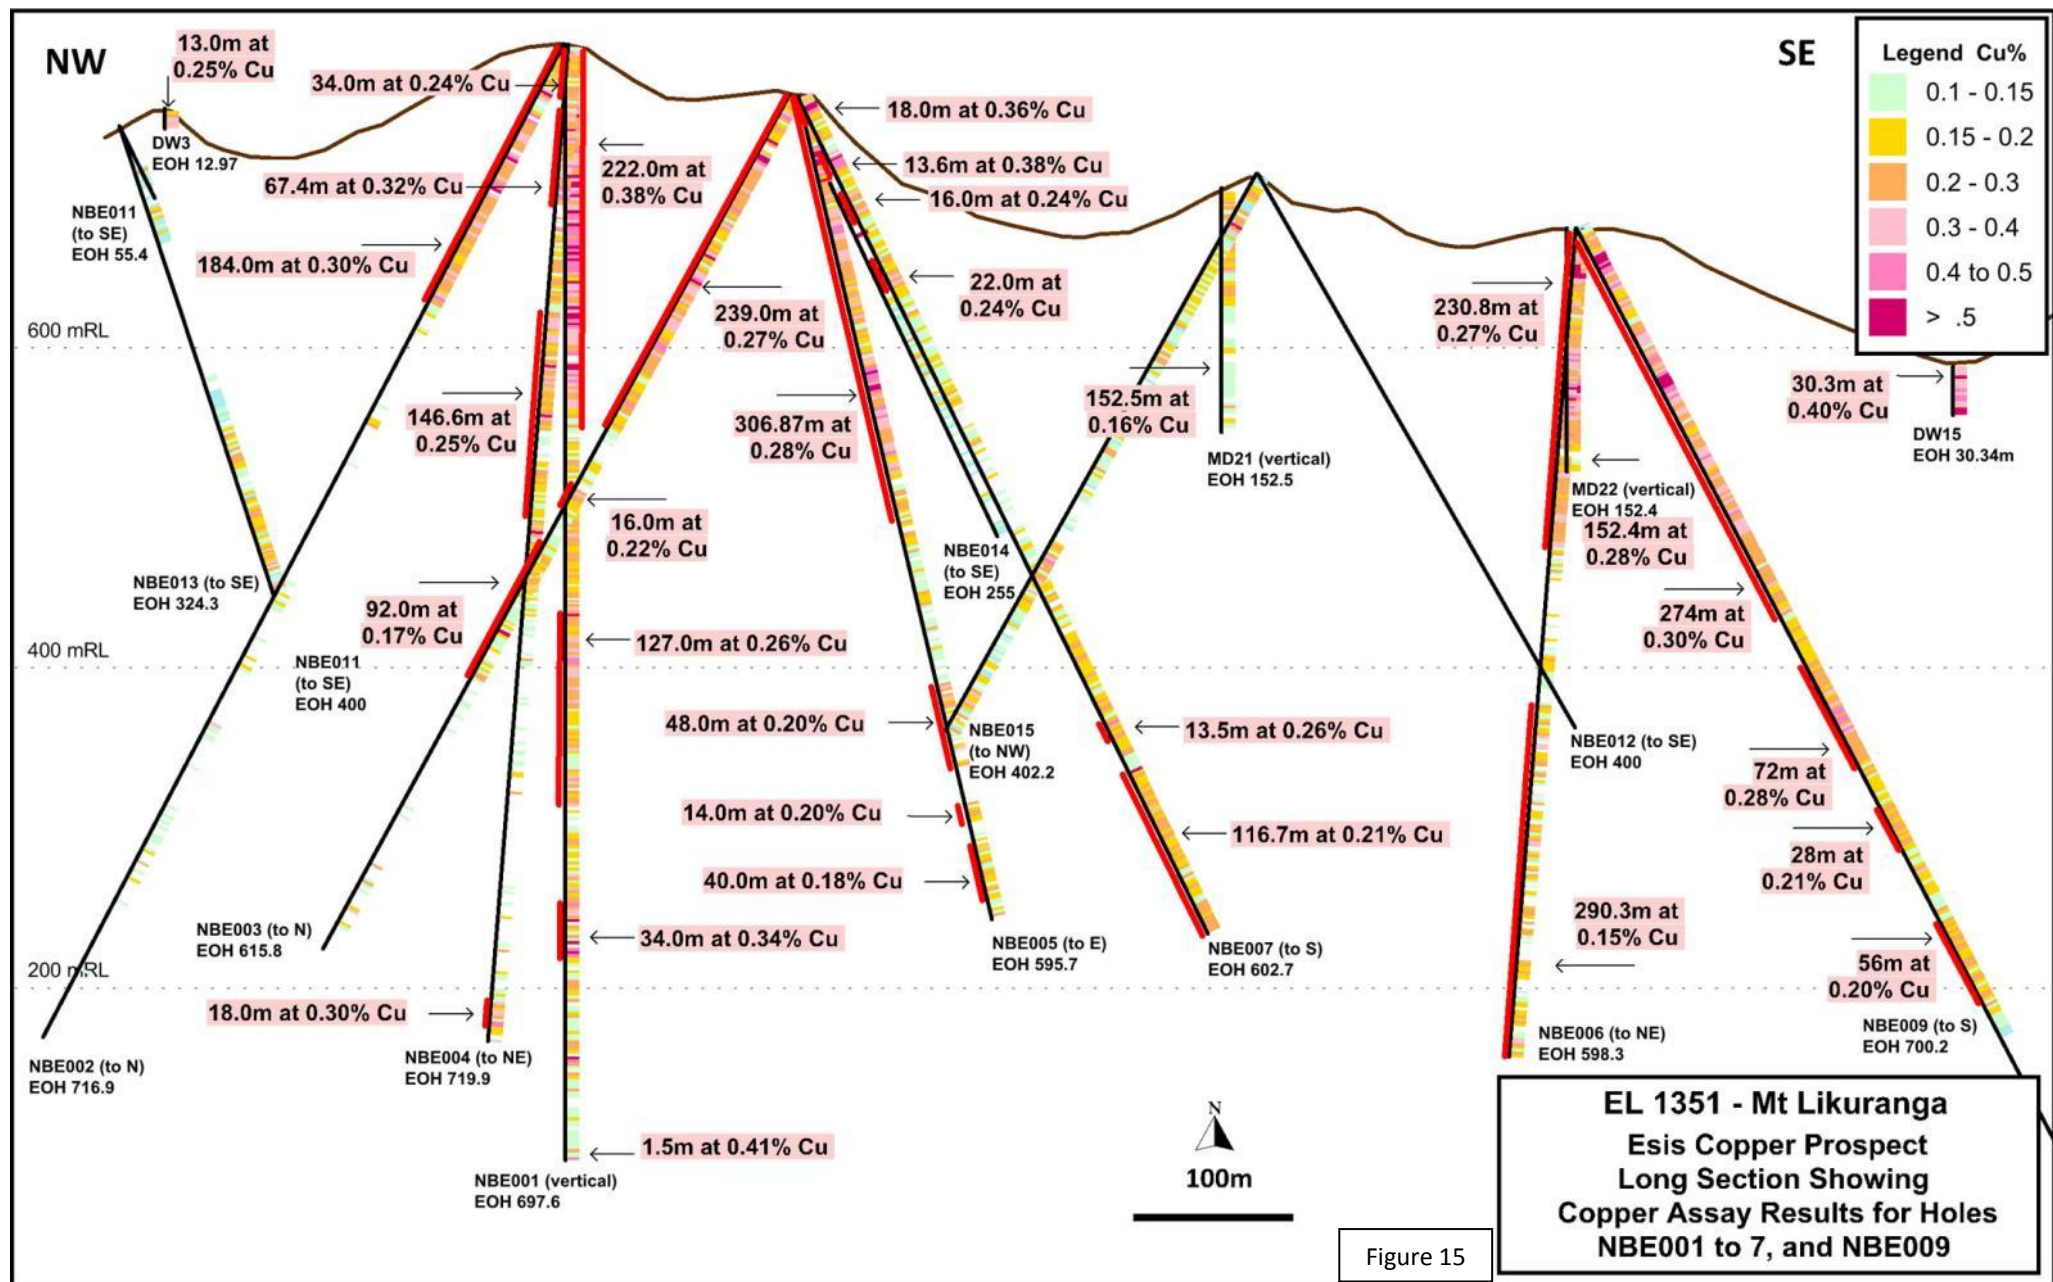 NW
SE
13.0m at
0.25% Cu
DW3
EOH 12.97
NBE011
(to SE)
EOH 55.4
34.0m at 0.24% Cu
67.4m at 0.32% Cu
184.0m at 0.30% Cu
222.0m at
0.38% Cu
18.0m at 0.36% Cu
13.6m at 0.38% Cu
16.0m at 0.24% Cu
22.0m at
0.24% Cu
239.0m at
0.27% Cu
306.87m at
0.28% Cu
146.6m at
0.25% Cu
152.5m at
0.16% Cu
MD21 (vertical)
EOH 152.5
230.8m at
0.27% Cu
30.3m at
0.40% Cu
DW15
EOH 30.34m
Legend Cu%
0.1 - 0.15
0.15 - 0.2
0.2 - 0.3
0.3 - 0.4
0.4 to 0.5
> .5
600 mRL
400 mRL
200 mRL
NBE013 (to SE)
EOH 324.3
NBE011
(to SE)
EOH 400
92.0m at
0.17% Cu
16.0m at
0.22% Cu
127.0m at 0.26% Cu
NBE014
(to SE)
EOH 255
MD22 (vertical)
EOH 152.4
152.4m at
0.28% Cu
274m at
0.30% Cu
48.0m at 0.20% Cu
NBE015
(to NW)
EOH 402.2
13.5m at 0.26% Cu
NBE012 (to SE)
EOH 400
72m at
0.28% Cu
14.0m at 0.20% Cu
116.7m at 0.21% Cu
28m at
0.21% Cu
40.0m at 0.18% Cu
34.0m at 0.34% Cu
290.3m at
0.15% Cu
56m at
0.20% Cu
NBE003 (to N)
EOH 615.8
NBE005 (to E)
EOH 595.7
NBE007 (to S)
EOH 602.7
18.0m at 0.30% Cu
NBE002 (to N)
EOH 716.9
NBE004 (to NE)
EOH 719.9
NBE006 (to NE)
EOH 598.3
NBE009 (to S)
EOH 700.2
1.5m at 0.41% Cu
NBE001 (vertical)
EOH 697.6
N
100m
Figure 15
EL 1351 - Mt Likuranga
Esis Copper Prospect
Long Section Showing
Copper Assay Results for Holes
NBE001 to 7, and NBE009